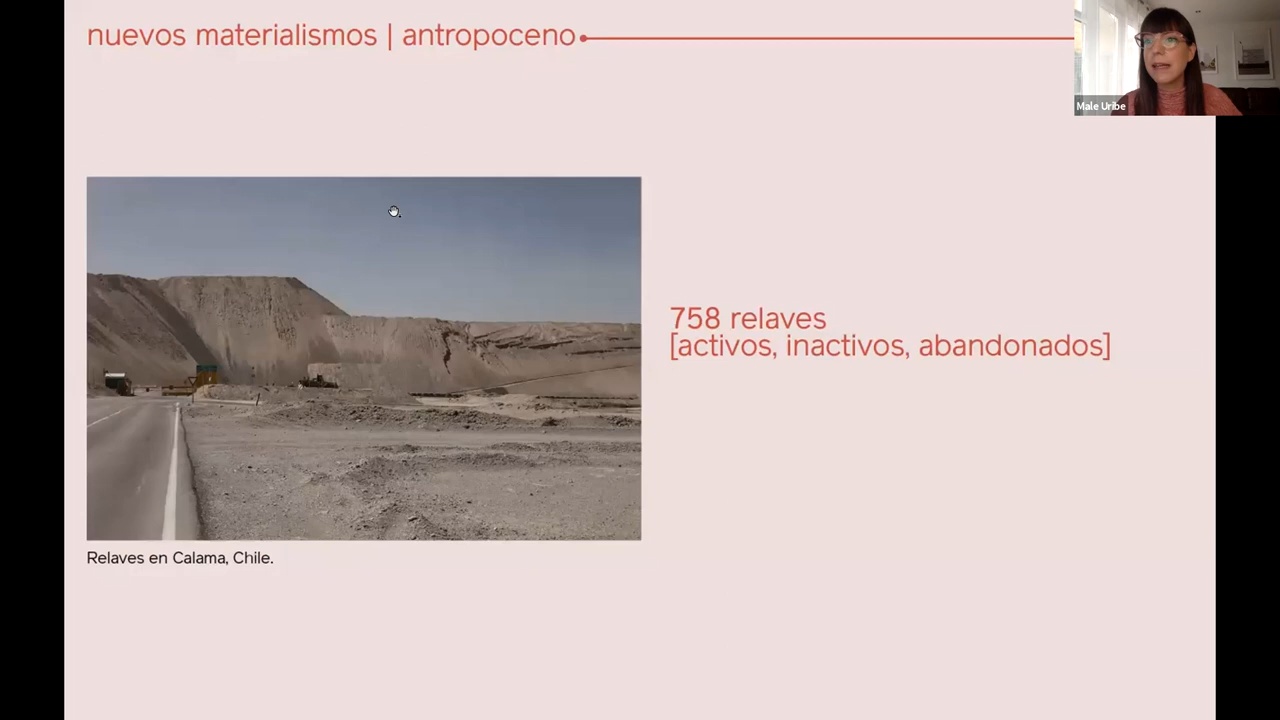 nuevos materialismos | antropoceno
Male Uribe
758 relaves
[activos, inactivos, abandonados]
Relaves en Calama, Chile.